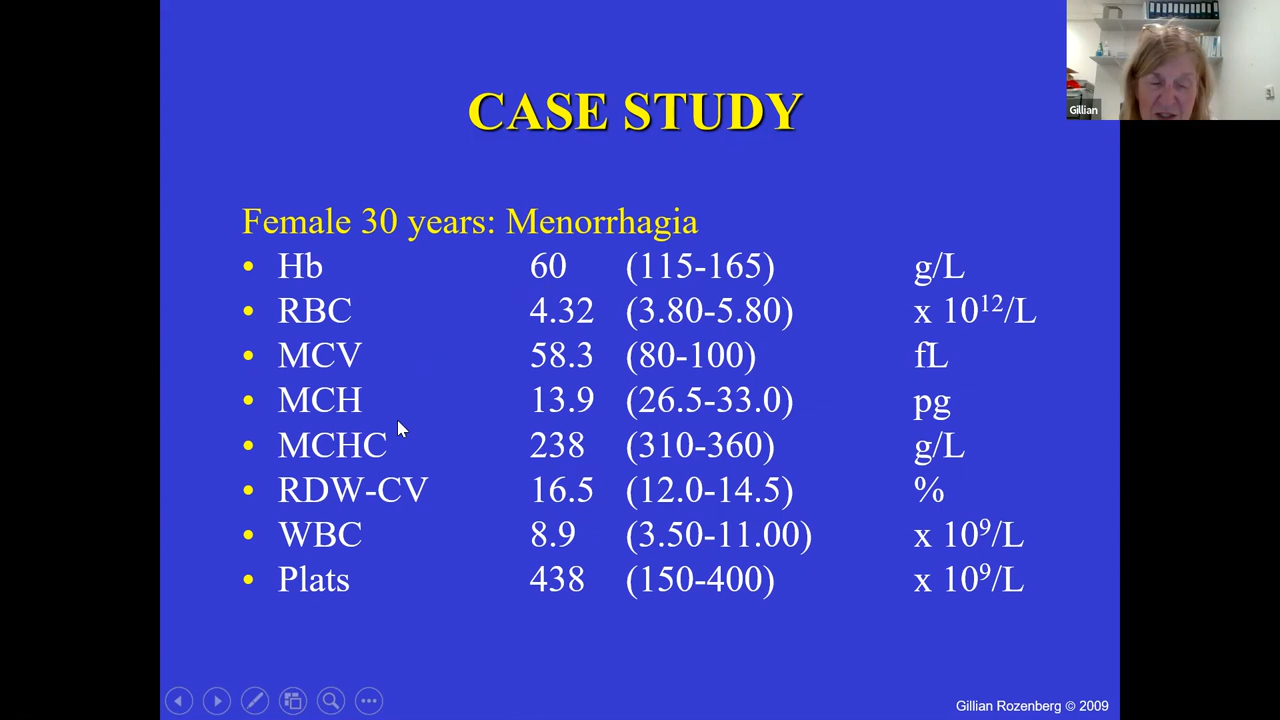 CASE STUDY
Gillian
Female 30 years: Menorrhagia
• Hb 60 (115-165) g/L
• RBC 4.32 (3.80-5.80) x 10¹²/L
• MCV 58.3 (80-100) fL
• MCH 13.9 (26.5-33.0) pg
• MCHC 238 (310-360) g/L
• RDW-CV 16.5 (12.0-14.5) %
• WBC 8.9 (3.50-11.00) x 10⁹/L
• Plats 438 (150-400) x 10⁹/L
Gillian Rozenberg © 2009